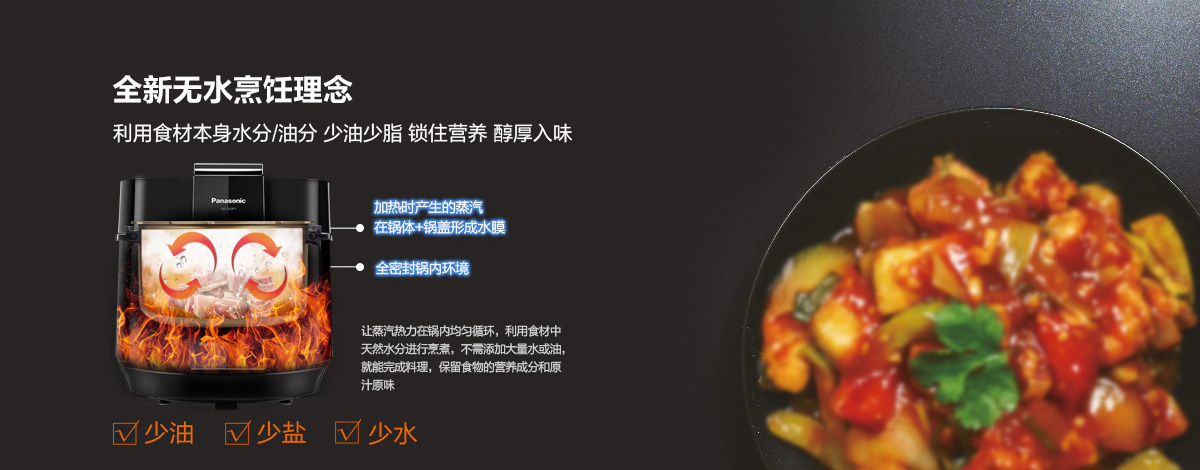 全新无水烹饪理念
利用食材本身水分/油分 少油少脂 锁住营养 醇厚入味
Panasonic
加热时产生的蒸汽
在锅体+锅盖形成水膜
全密封锅内环境
让蒸汽热力在锅内均匀循环，利用食材中
天然水分进行烹煮，不需添加大量水或油，
就能完成料理，保留食物的营养成分和原
汁原味
少油 少盐 少水